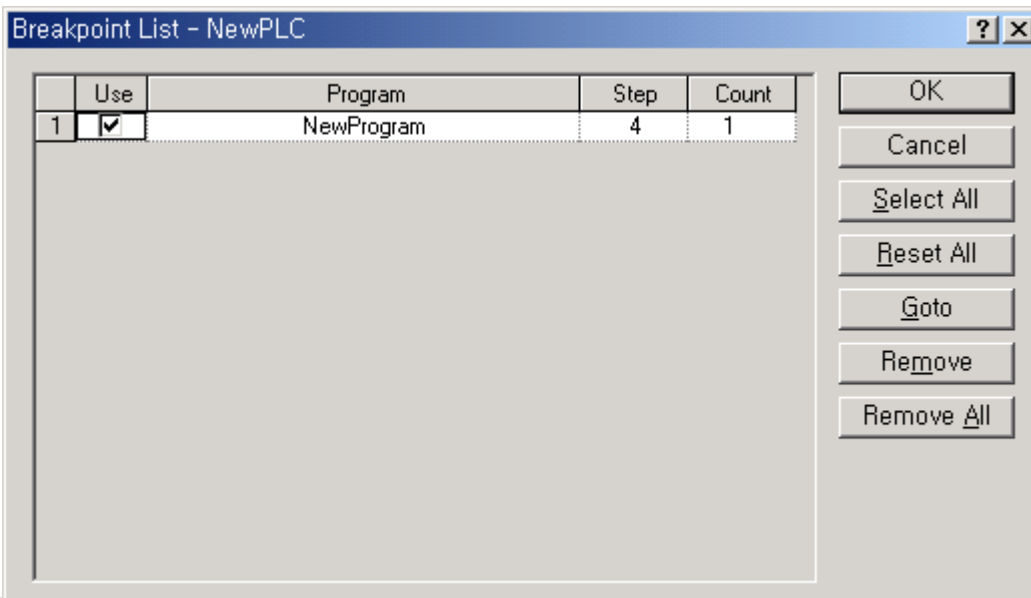 Breakpoint List - NewPLC
Use Program Step Count
1 NewProgram 4 1
OK
Cancel
Select All
Reset All
Goto
Remove
Remove All